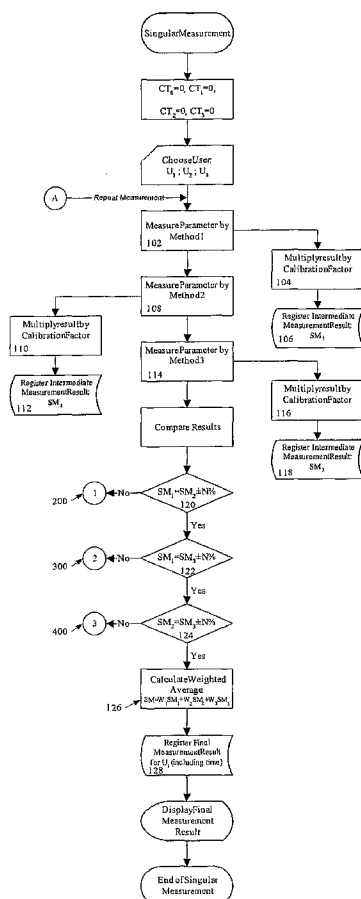 SingularMeasurement
CT₀=0, CT₁=0,
CT₂=0, CT₃=0
ChooseUser,
U₁ ; U₂ ; U₃
A
Repeat Measurement
MeasureParameter by
Method1
102
Multiplyresultby
CalibrationFactor
104
Register Intermediate
MeasurementResult:
SM₁
106
MeasureParameter by
Method2
108
Multiplyresultby
CalibrationFactor
110
Register Intermediate
MeasurementResult:
SM₂
112
MeasureParameter by
Method3
114
Multiplyresultby
CalibrationFactor
116
Register Intermediate
MeasurementResult:
SM₃
118
Compare Results
SM₁=SM₂±N%
120
No
1
200
Yes
SM₁=SM₃±N%
122
No
2
300
Yes
SM₂=SM₃±N%
124
No
3
400
Yes
CalculateWeighted
Average:
SM=W₁SM₁+W₂SM₂+W₃SM₃
126
Register Final
MeasurementResult
for Uᵢ (including time)
128
DisplayFinal
Measurement
Result
End of Singular
Measurement